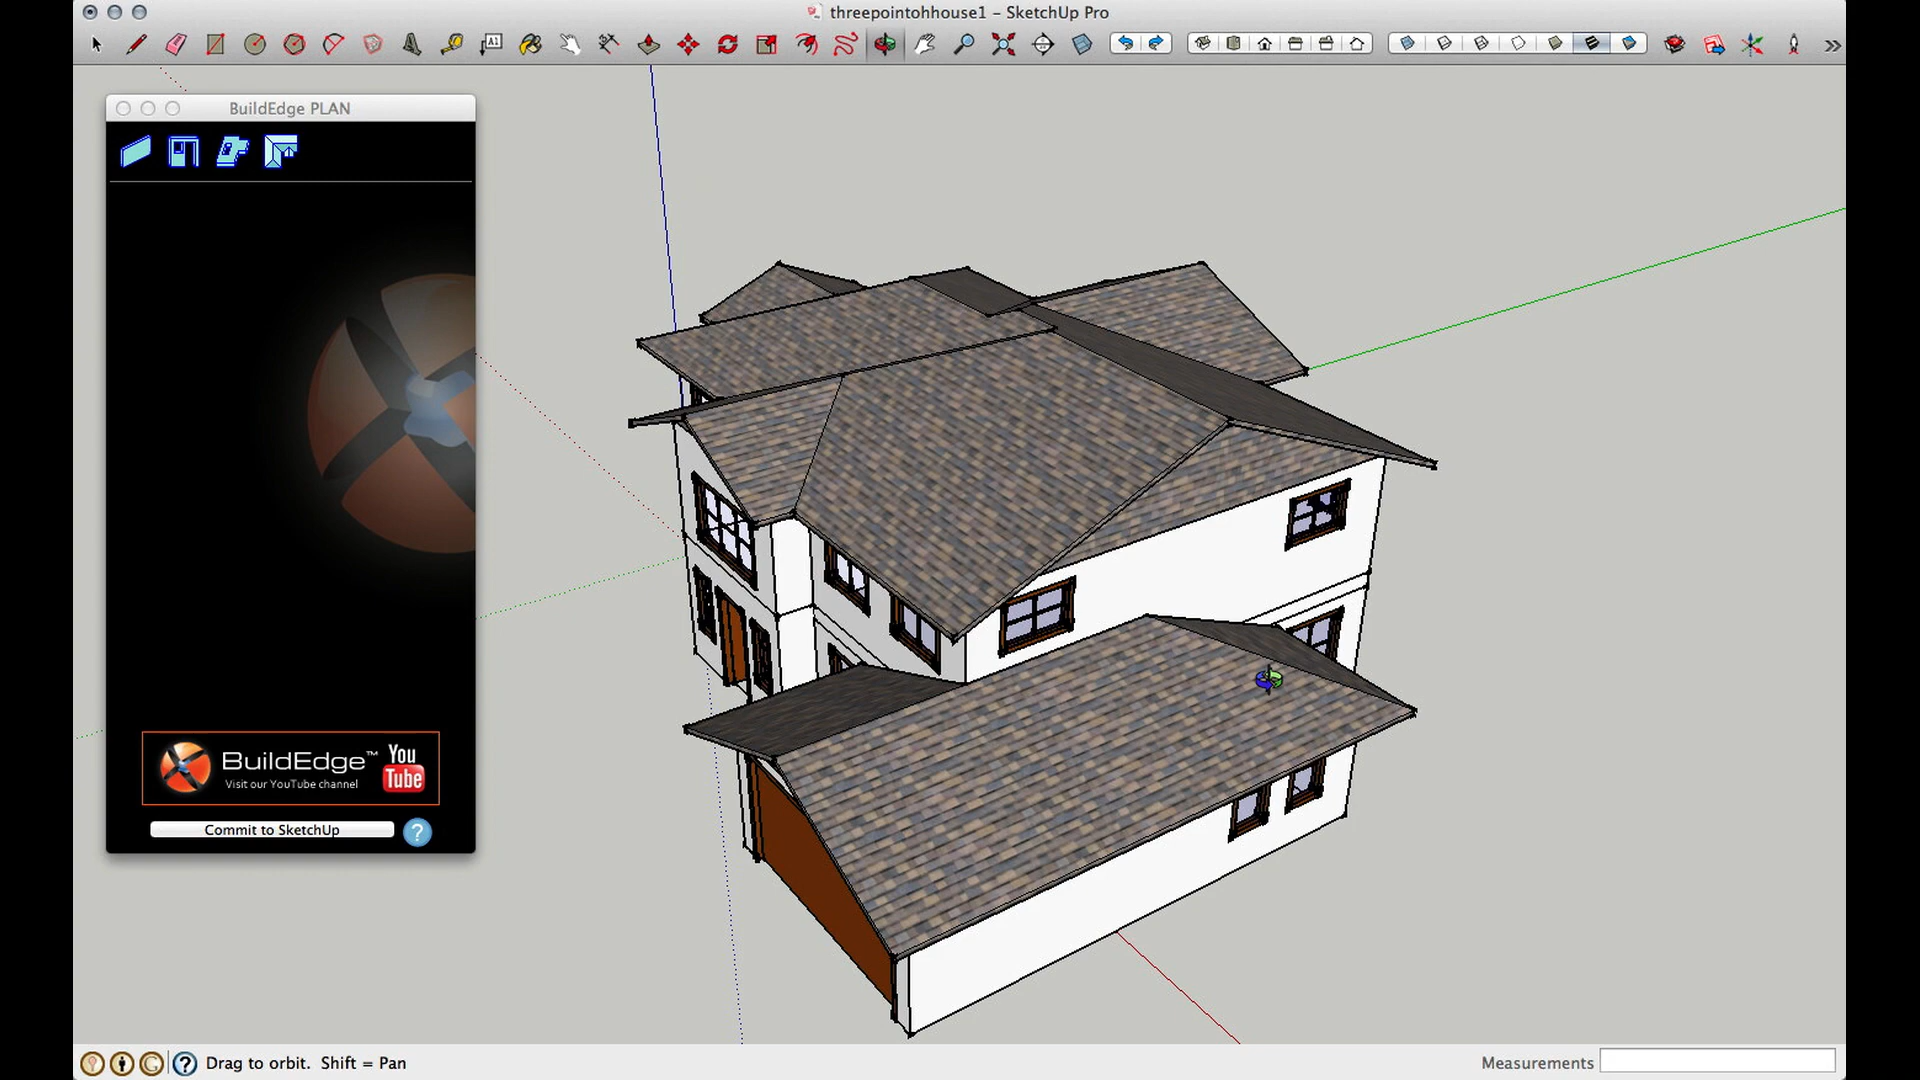 threepointohhouse1 – SketchUp Pro
A1
BuildEdge PLAN
BuildEdge™
Visit our YouTube channel
You
Tube
Commit to SketchUp
?
? Drag to orbit. Shift = Pan
Measurements